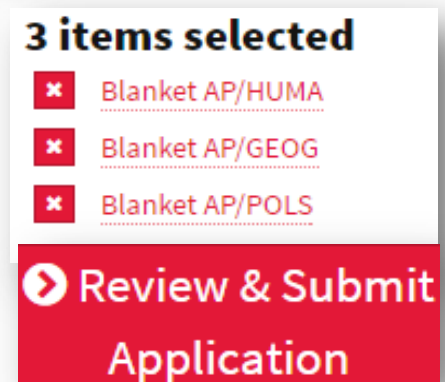 3 items selected
Blanket AP/HUMA
Blanket AP/GEOG
Blanket AP/POLS
Review & Submit
Application